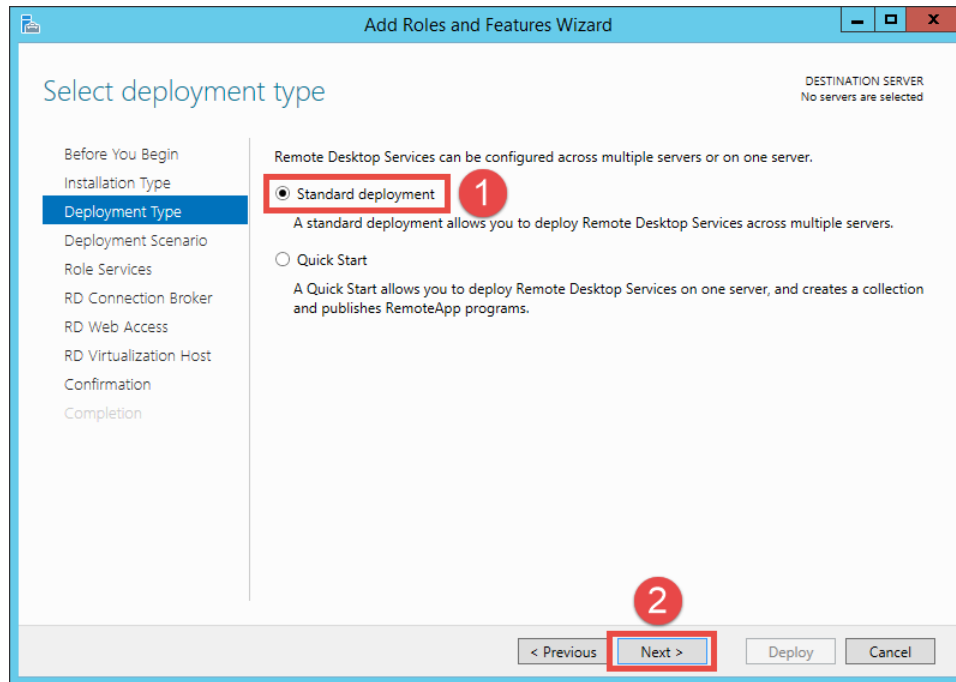 Add Roles and Features Wizard
Select deployment type
DESTINATION SERVER
No servers are selected
Before You Begin
Installation Type
Deployment Type
Deployment Scenario
Role Services
RD Connection Broker
RD Web Access
RD Virtualization Host
Confirmation
Completion
Remote Desktop Services can be configured across multiple servers or on one server.
Standard deployment
1
A standard deployment allows you to deploy Remote Desktop Services across multiple servers.
Quick Start
A Quick Start allows you to deploy Remote Desktop Services on one server, and creates a collection
and publishes RemoteApp programs.
2
< Previous
Next >
Deploy
Cancel